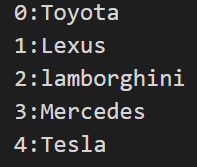 0:Toyota
1:Lexus
2:lamborghini
3:Mercedes
4:Tesla